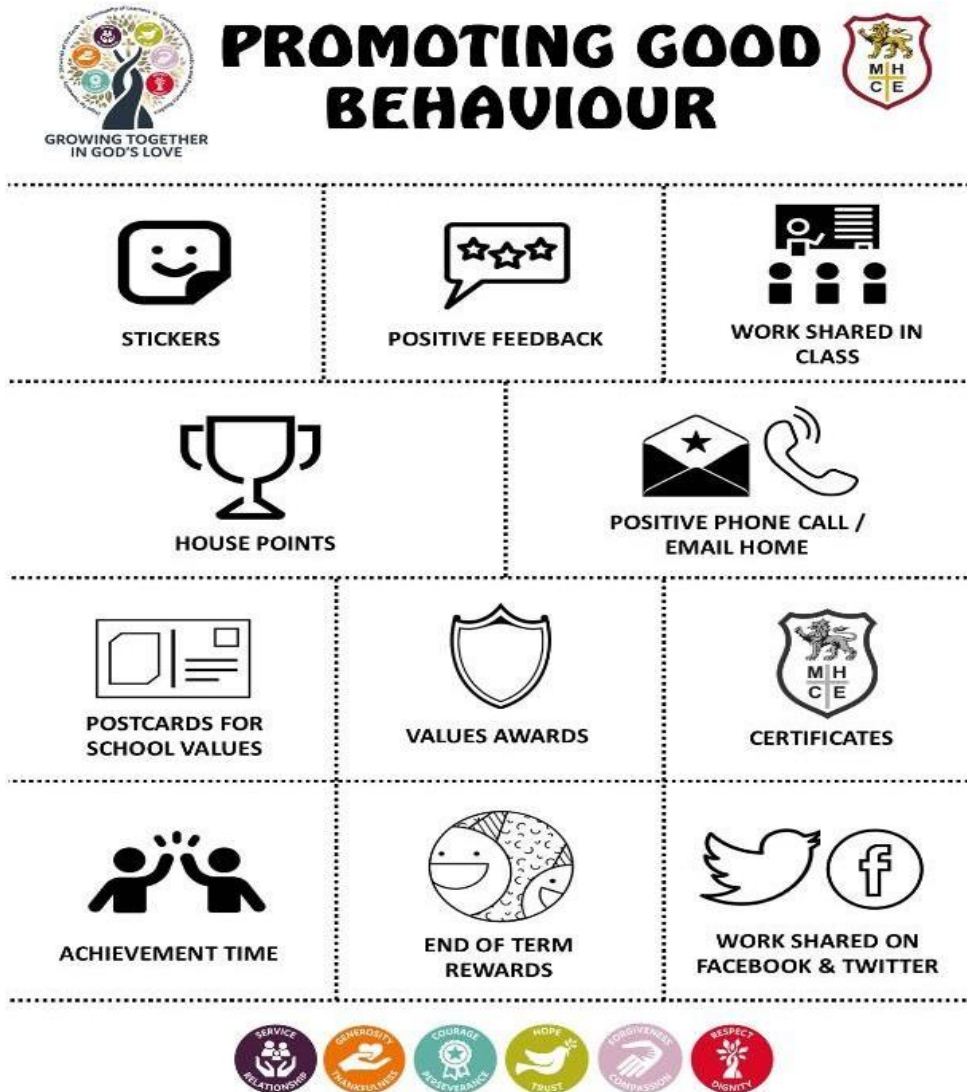 PROMOTING GOOD
BEHAVIOUR
GROWING TOGETHER
IN GOD'S LOVE
M H
C E
STICKERS
POSITIVE FEEDBACK
WORK SHARED IN
CLASS
HOUSE POINTS
POSITIVE PHONE CALL /
EMAIL HOME
POSTCARDS FOR
SCHOOL VALUES
VALUES AWARDS
M H
C E
CERTIFICATES
ACHIEVEMENT TIME
END OF TERM
REWARDS
f
WORK SHARED ON
FACEBOOK & TWITTER
SERVICE
RELATIONSHIP
GENEROSITY
THANKFULNESS
COURAGE
PERSEVERANCE
HOPE
TRUST
FORGIVENESS
COMPASSION
RESPECT
DIGNITY